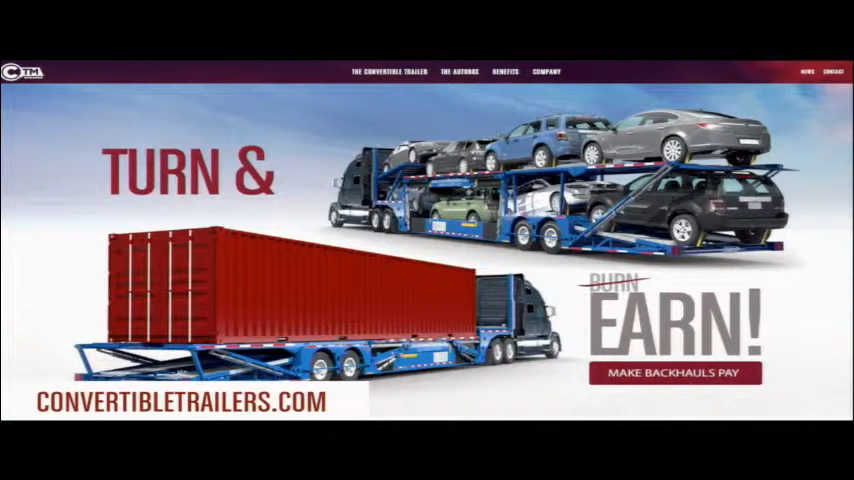 CTM
THE CONVERTIBLE TRAILER THE AUTOBOX BENEFITS COMPANY NEWS CONTACT
TURN &
BURN
EARN!
MAKE BACKHAULS PAY
CONVERTIBLETRAILERS.COM